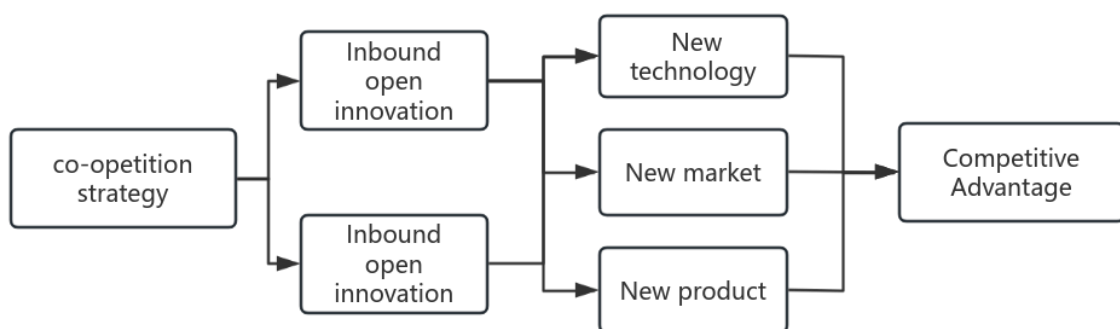 co-opetition
strategy
Inbound
open
innovation
Inbound
open
innovation
New
technology
New market
New product
Competitive
Advantage